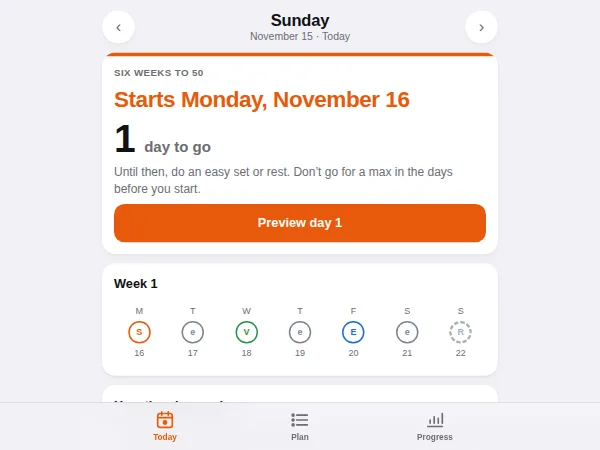 ‹
Sunday
November 15 · Today
›
SIX WEEKS TO 50
Starts Monday, November 16
1 day to go
Until then, do an easy set or rest. Don’t go for a max in the days
before you start.
Preview day 1
Week 1
M T W T F S S
S e V e E e R
16 17 18 19 20 21 22
Today Plan Progress